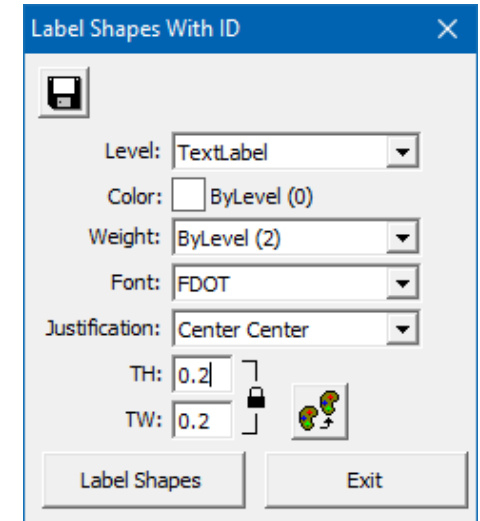 Label Shapes With ID
Level: TextLabel
Color: ByLevel (0)
Weight: ByLevel (2)
Font: FDOT
Justification: Center Center
TH: 0.2
TW: 0.2
Label Shapes Exit